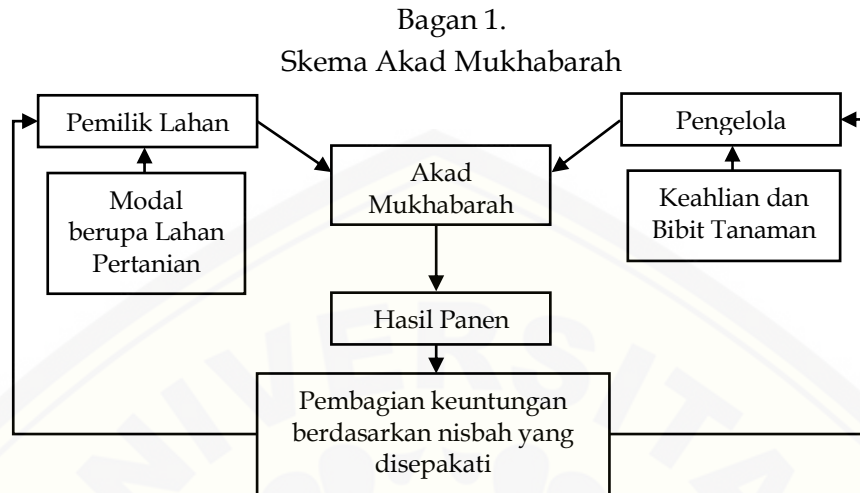 Bagan 1.
Skema Akad Mukhabarah
Pemilik Lahan
Pengelola
Modal
berupa Lahan
Pertanian
Akad
Mukhabarah
Keahlian dan
Bibit Tanaman
Hasil Panen
Pembagian keuntungan
berdasarkan nisbah yang
disepakati
NIVERSITA